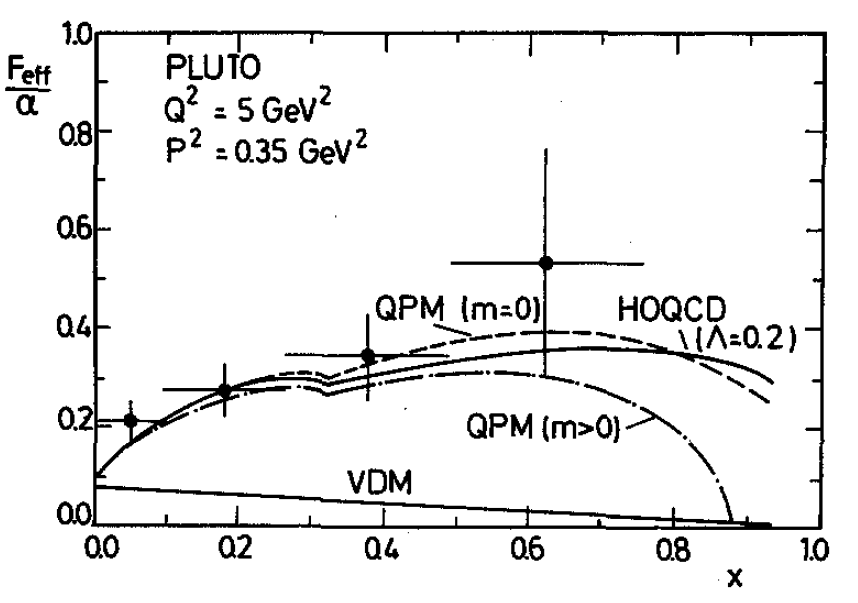 F_eff/α
1.0
0.8
0.6
0.4
0.2
0.0
PLUTO
Q² = 5 GeV²
P² = 0.35 GeV²
QPM (m=0)
HOQCD
(Λ=0.2)
QPM (m>0)
VDM
0.0 0.2 0.4 0.6 0.8 1.0
x